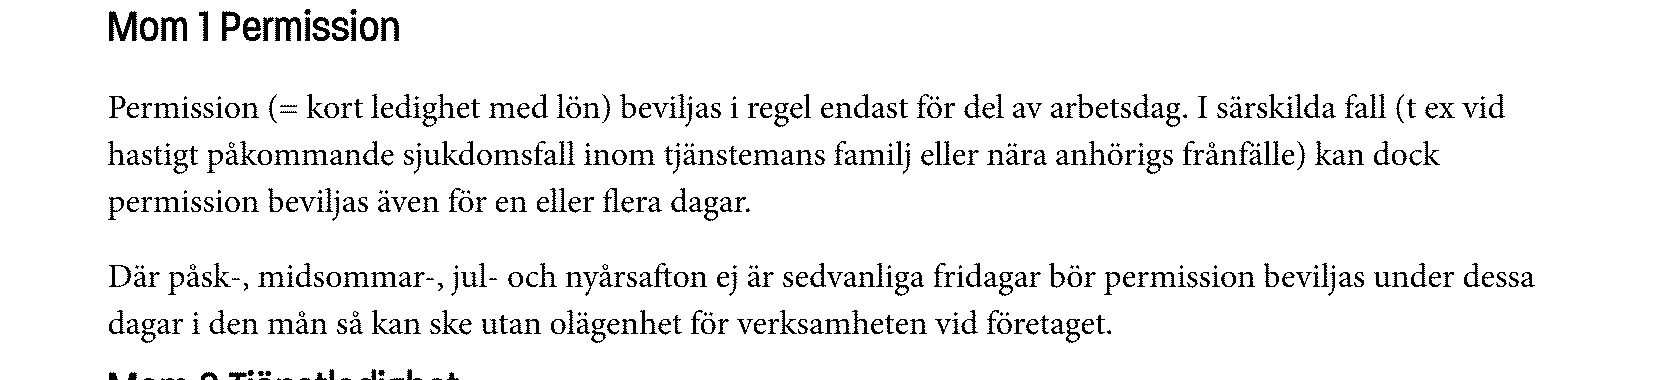 Mom 1 Permission
Permission (= kort ledighet med lön) beviljas i regel endast för del av arbetsdag. I särskilda fall (t ex vid
hastigt påkommande sjukdomsfall inom tjänstemans familj eller nära anhörigs frånfälle) kan dock
permission beviljas även för en eller flera dagar.
Där påsk-, midsommar-, jul- och nyårsafton ej är sedvanliga fridagar bör permission beviljas under dessa
dagar i den mån så kan ske utan olägenhet för verksamheten vid företaget.
Mom 2 Tjänstledighet